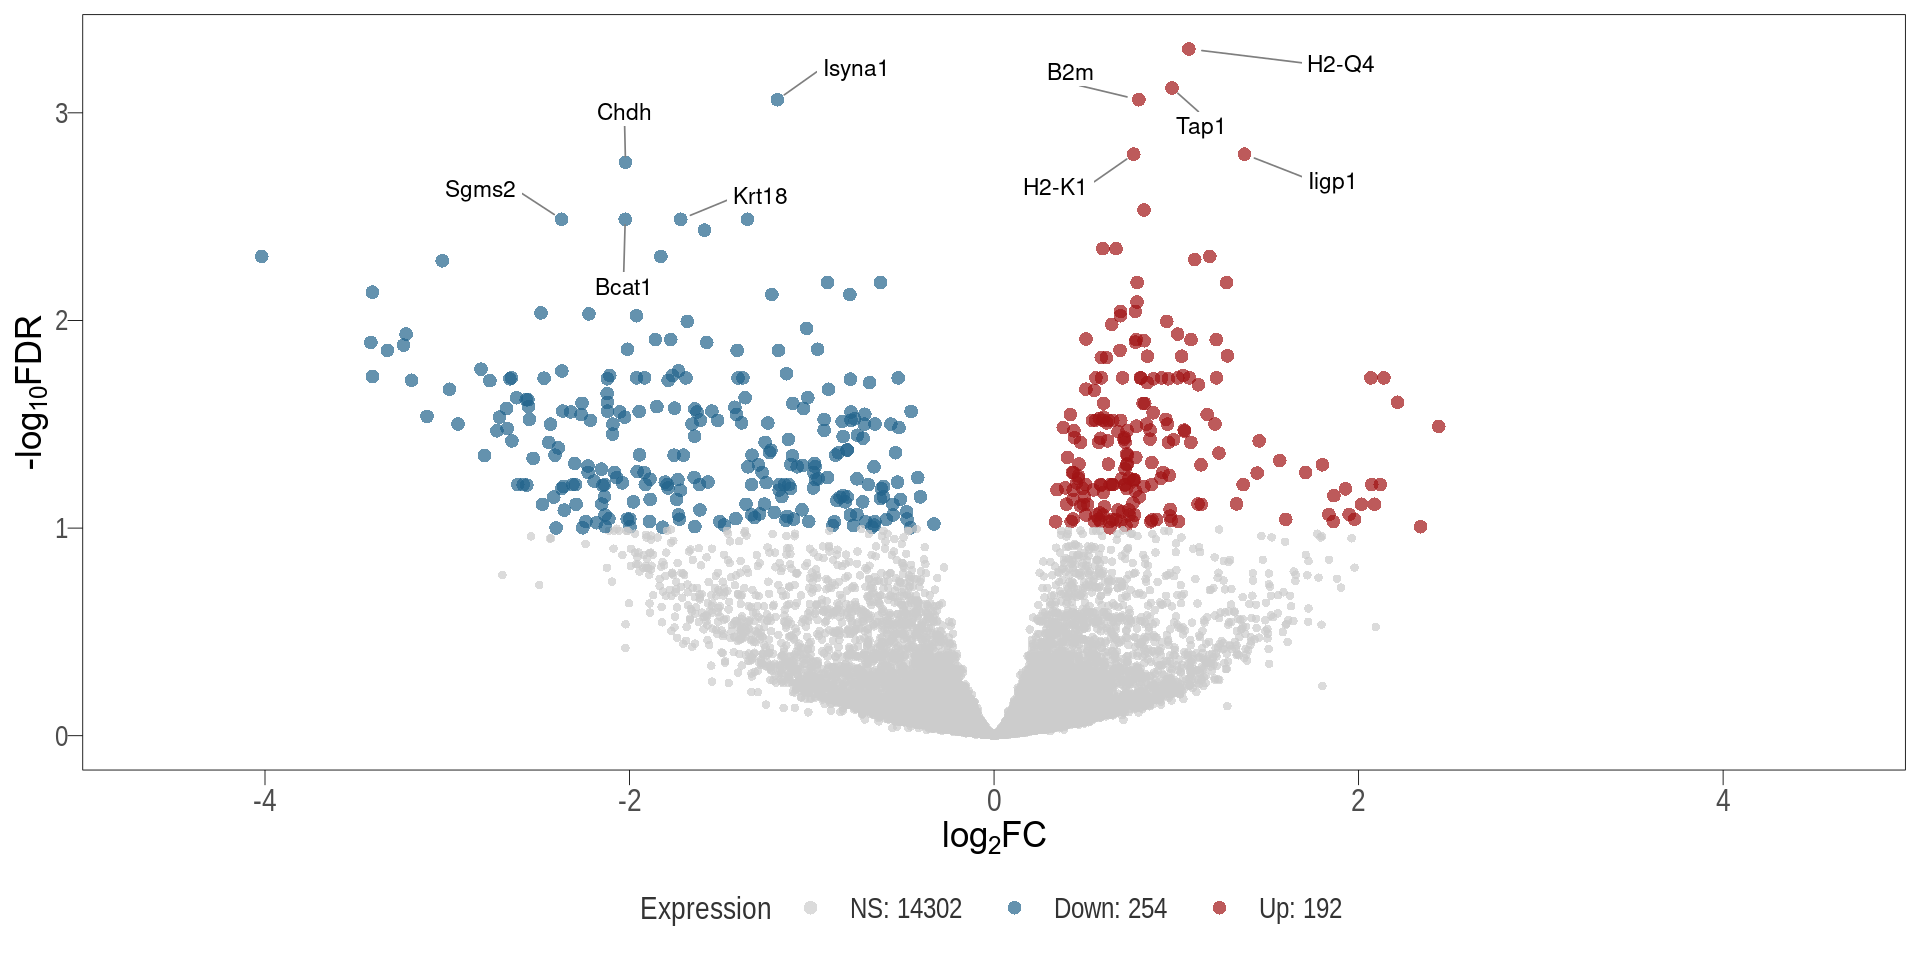 H2-Q4
Isyna1
B2m
Chdh
Tap1
Iigp1
H2-K1
Sgms2
Krt18
Bcat1
-log10FDR
3
2
1
0
-4
-2
0
2
4
log2FC
Expression NS: 14302 Down: 254 Up: 192